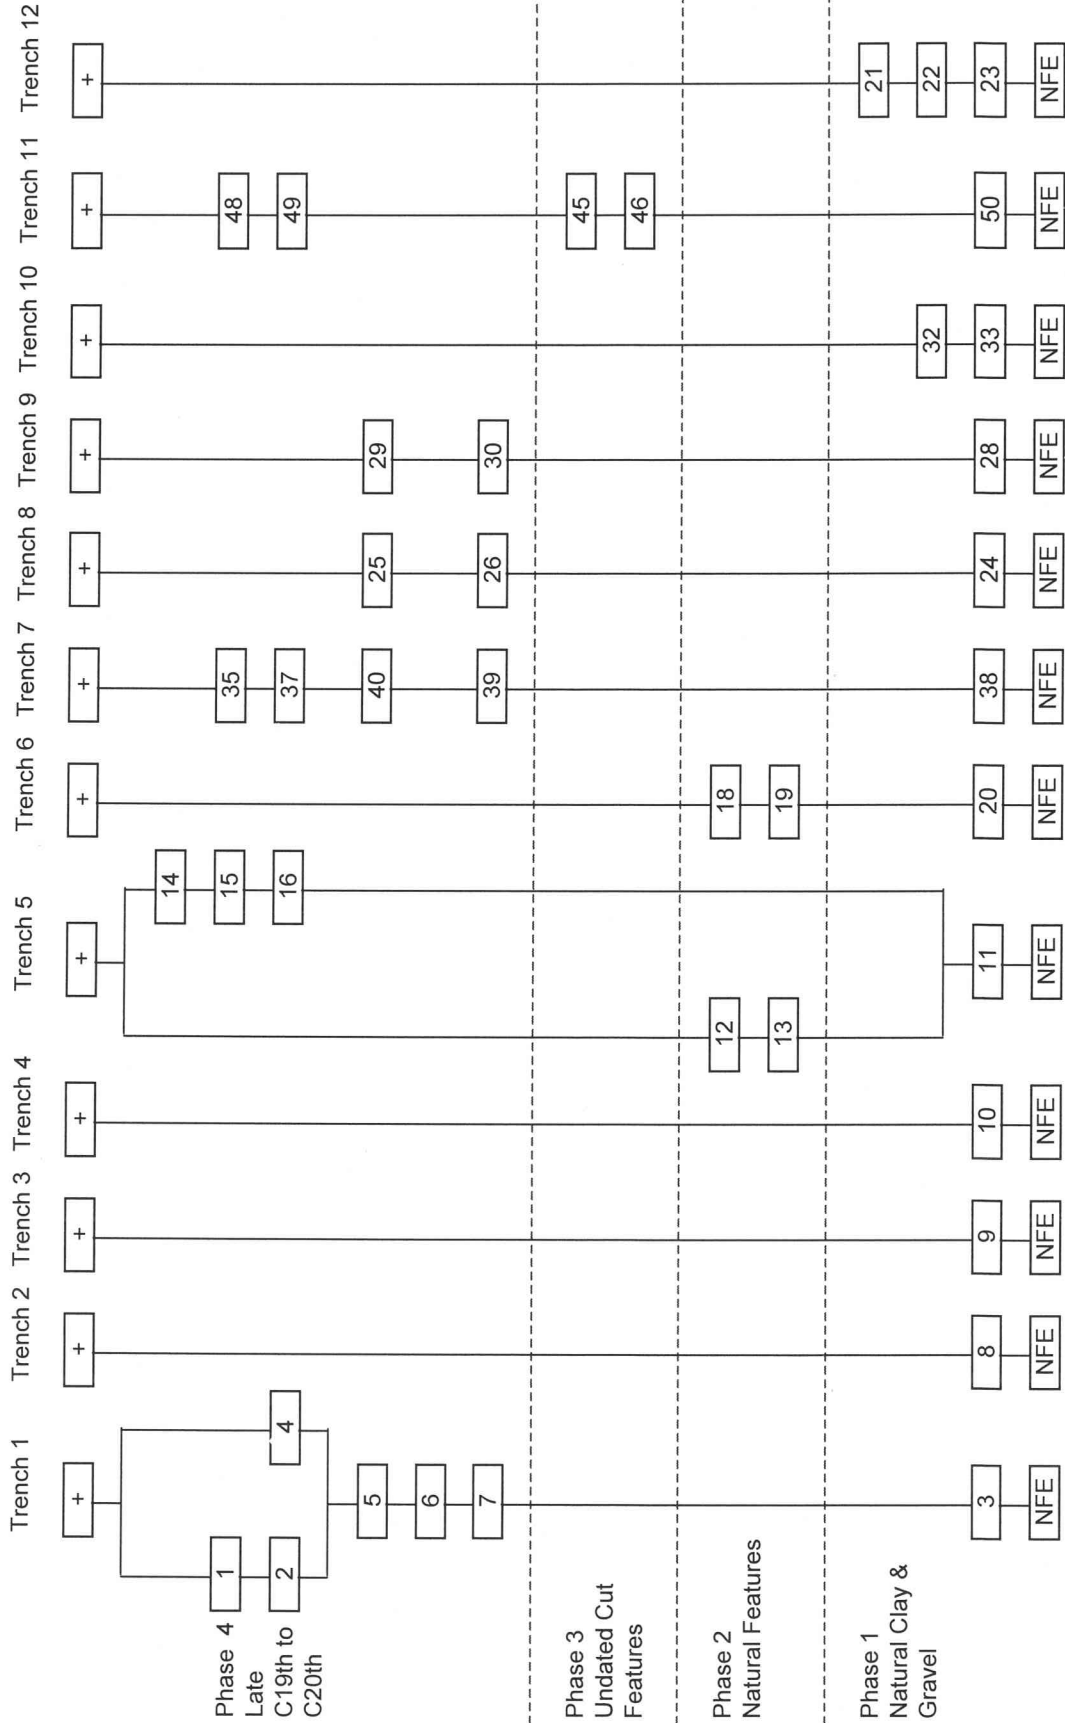 Trench 1 Trench 2 Trench 3 Trench 4 Trench 5 Trench 6 Trench 7 Trench 8 Trench 9 Trench 10 Trench 11 Trench 12
+ + + + + + + + + + + +
14
Phase 4 1 15 35 48
Late
C19th to 2 4 16 37 49
C20th
5 40 25 29
6
7 39 26 30
Phase 3 45
Undated Cut
Features 46
Phase 2 12 18
Natural Features
13 19
Phase 1 21
Natural Clay &
Gravel 32 22
3 8 9 10 11 20 38 24 28 33 50 23
NFE NFE NFE NFE NFE NFE NFE NFE NFE NFE NFE NFE